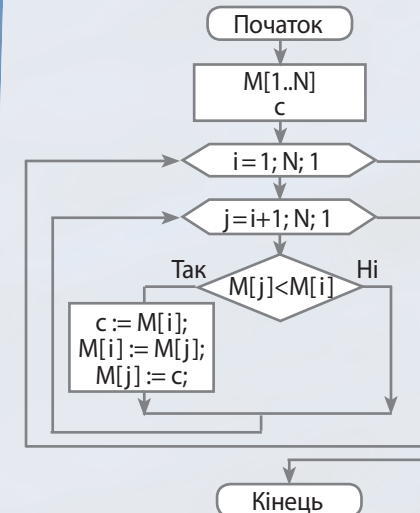 Початок
M[1..N]
c
i=1; N; 1
j=i+1; N; 1
Так
Ні
M[j]<M[i]
c := M[i];
M[i] := M[j];
M[j] := c;
Кінець